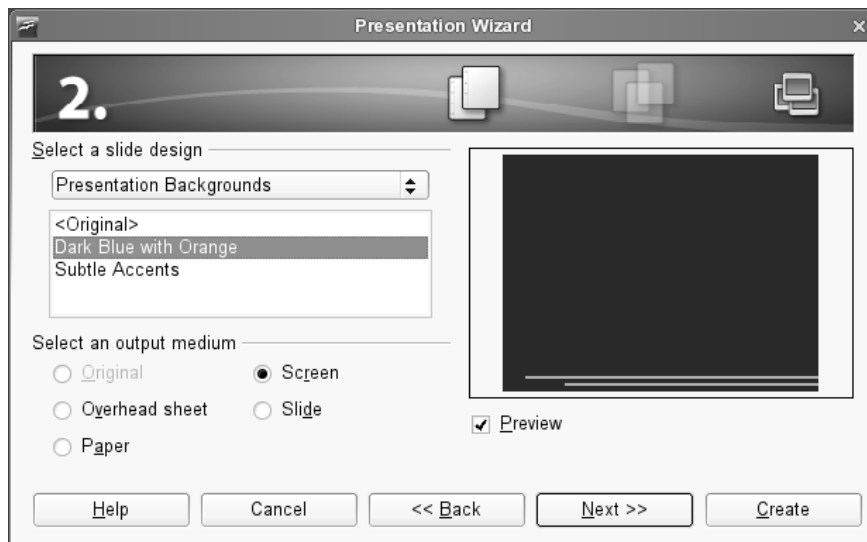 Presentation Wizard
2.
Select a slide design
Presentation Backgrounds
<Original>
Dark Blue with Orange
Subtle Accents
Select an output medium
Original
Screen
Overhead sheet
Slide
Paper
Preview
Help
Cancel
<< Back
Next >>
Create